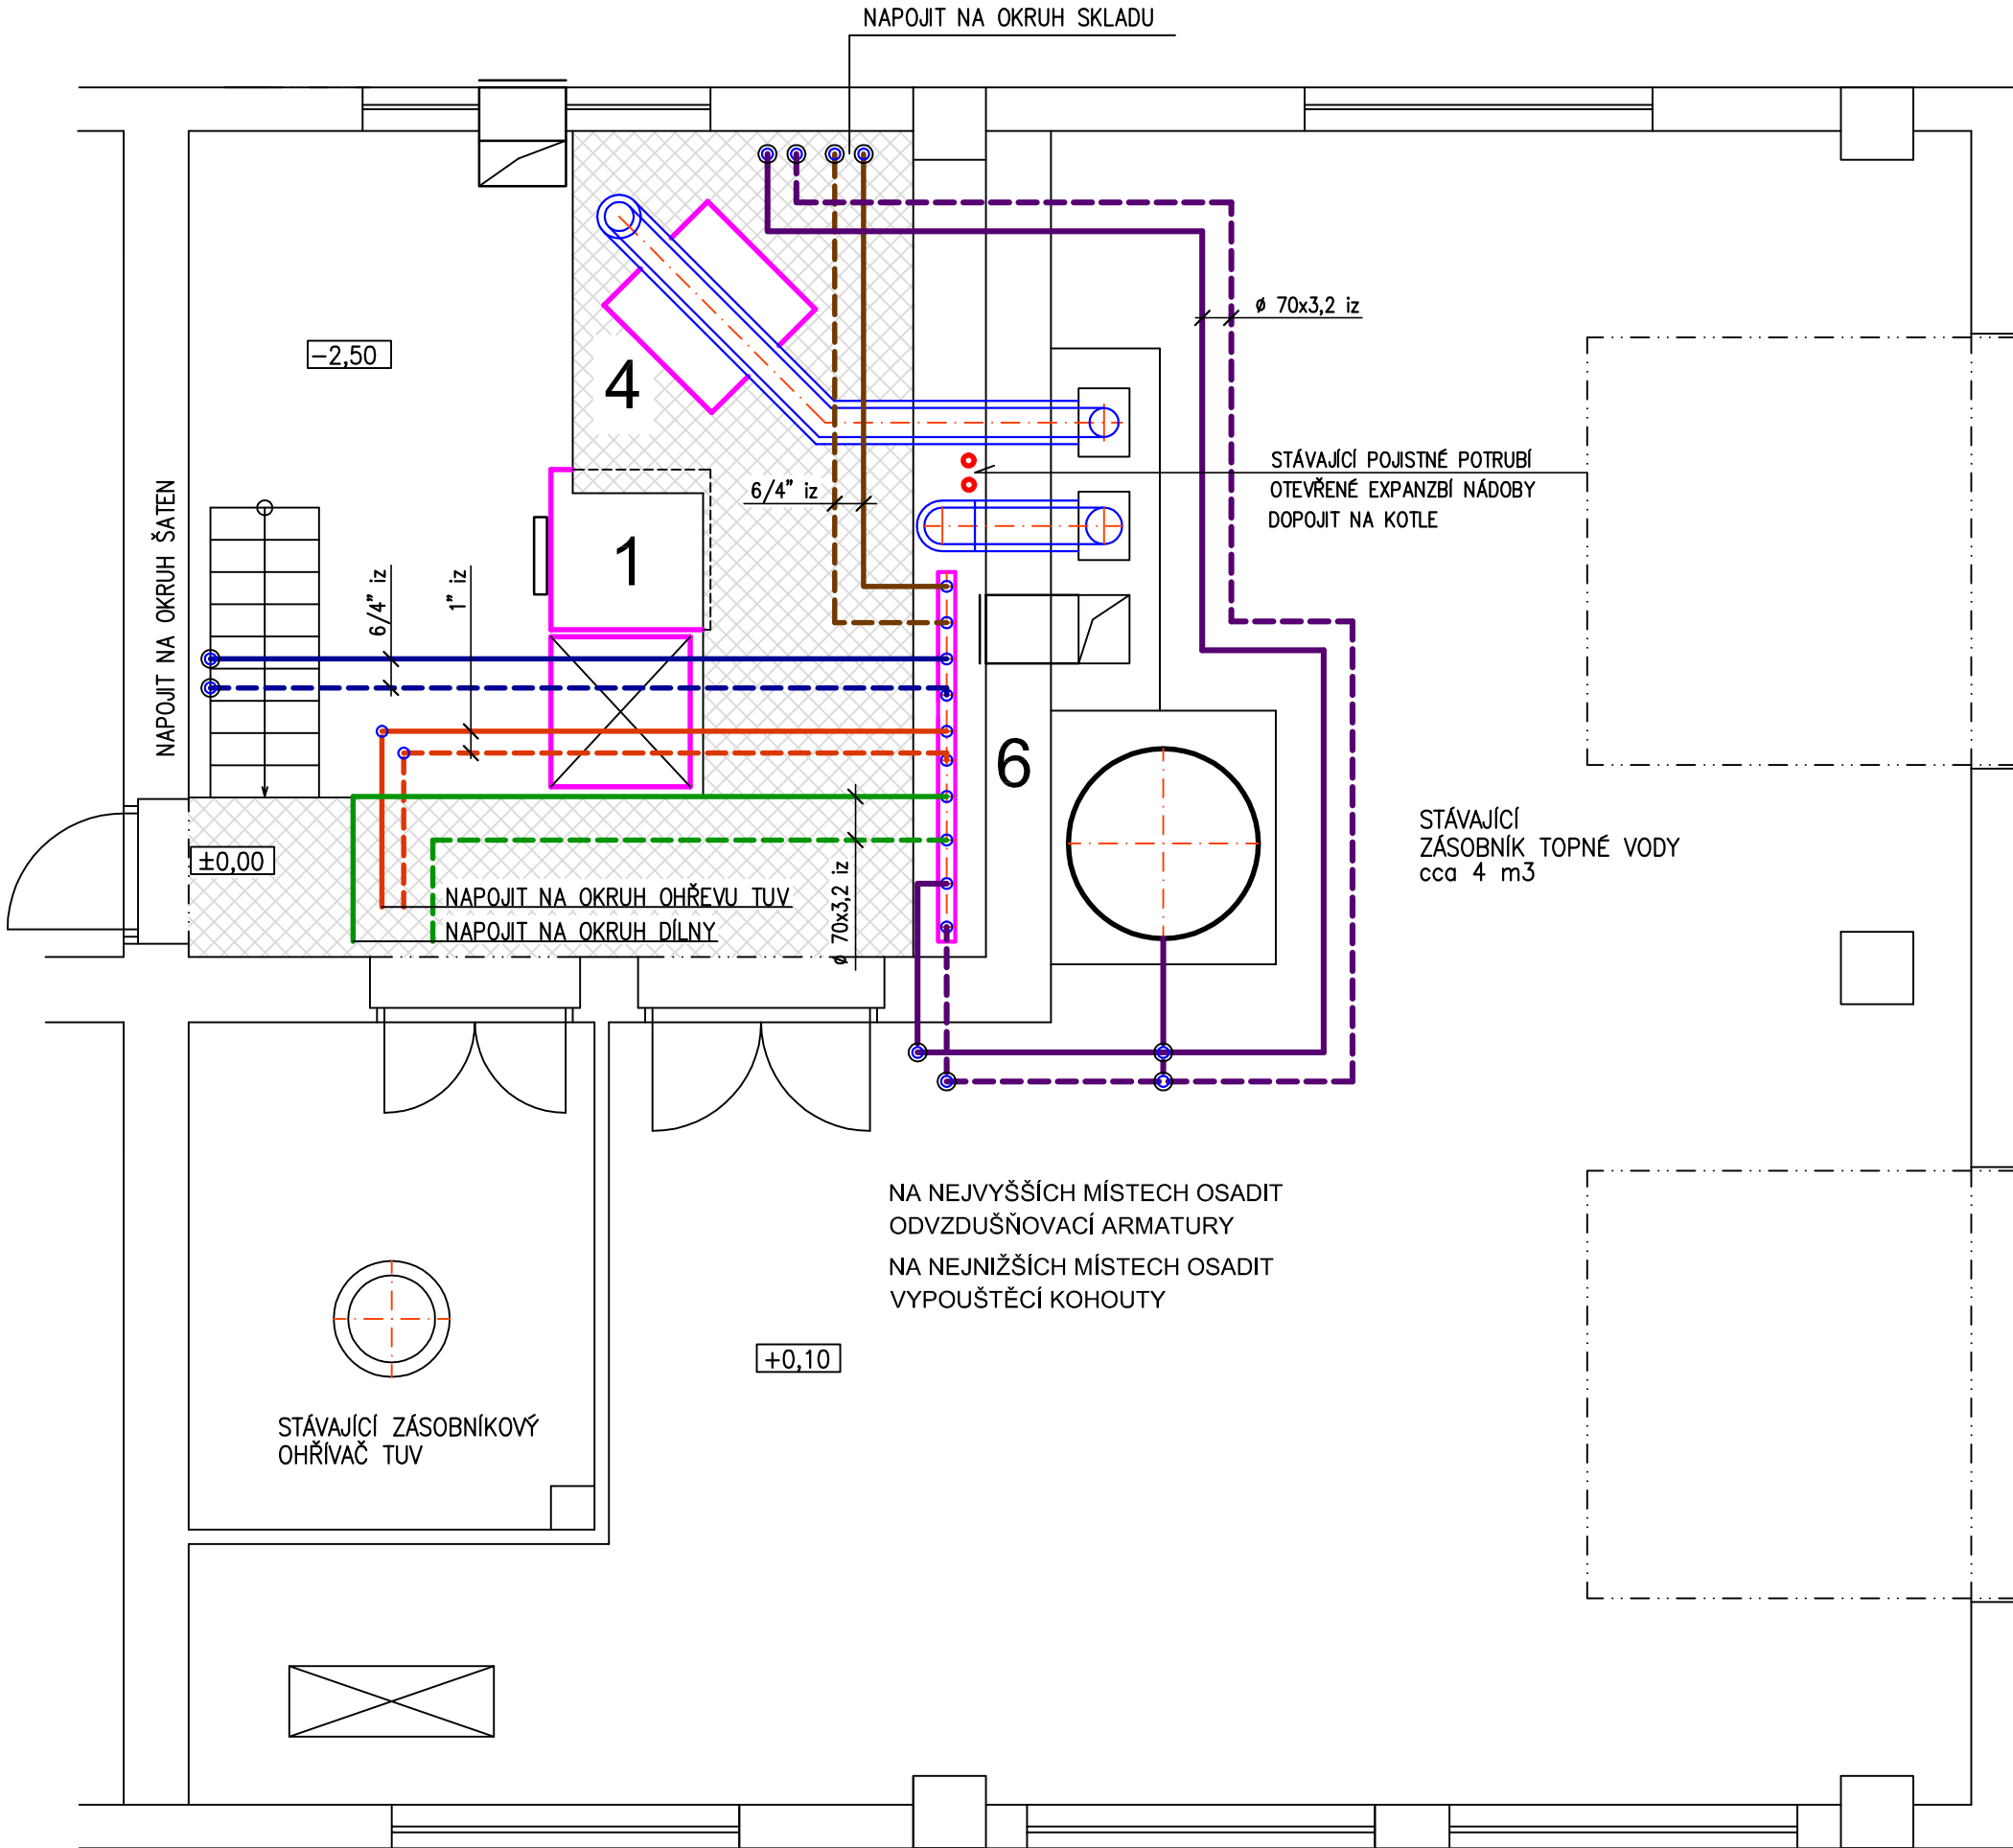 NAPOJIT NA OKRUH SKLADU
ø 70x3,2 iz
-2,50
4
STÁVAJÍCÍ POJISTNÉ POTRUBÍ
OTEVŘENÉ EXPANZBÍ NÁDOBY
DOPOJIT NA KOTLE
6/4" iz
NAPOJIT NA OKRUH ŠATEN
1
6/4" iz
1" iz
6
STÁVAJÍCÍ
ZÁSOBNÍK TOPNÉ VODY
cca 4 m3
±0,00
NAPOJIT NA OKRUH OHŘEVU TUV
NAPOJIT NA OKRUH DÍLNY
ø 70x3,2 iz
NA NEJVYŠŠÍCH MÍSTECH OSADIT
ODVZDUŠŇOVACÍ ARMATURY
NA NEJNIŽŠÍCH MÍSTECH OSADIT
VYPOUŠTĚCÍ KOHOUTY
+0,10
STÁVAJÍCÍ ZÁSOBNÍKOVÝ
OHŘÍVAČ TUV